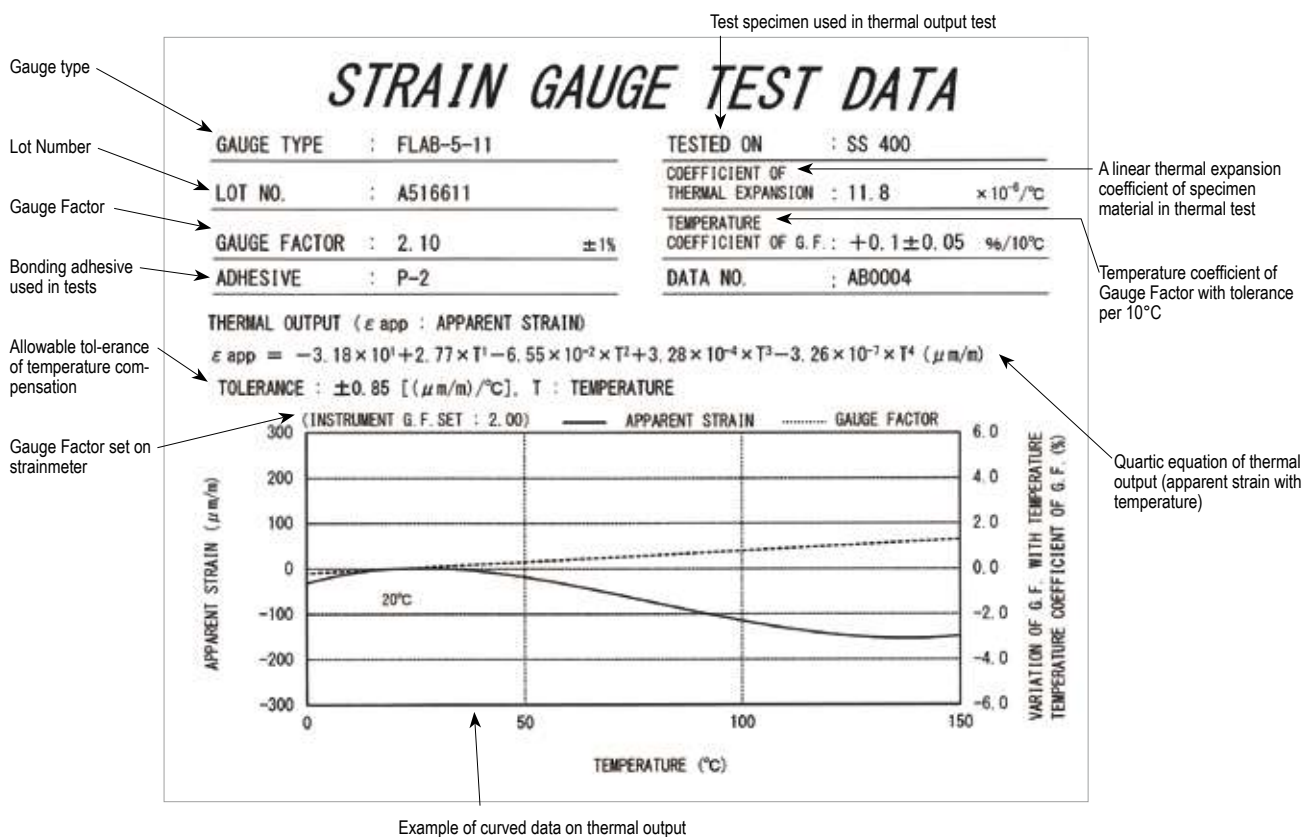 Test specimen used in thermal output test
Gauge type
Lot Number
Gauge Factor
Bonding adhesive
used in tests
Allowable tol-erance
of temperature com-
pensation
Gauge Factor set on
strainmeter
STRAIN GAUGE TEST DATA
GAUGE TYPE : FLAB-5-11
LOT NO. : A516611
GAUGE FACTOR : 2.10 ±1%
ADHESIVE : P-2
TESTED ON : SS 400
COEFFICIENT OF
THERMAL EXPANSION : 11.8 ×10⁻⁶/℃
TEMPERATURE
COEFFICIENT OF G.F.: +0.1±0.05 %/10℃
DATA NO. : AB0004
THERMAL OUTPUT (ε app : APPARENT STRAIN)
ε app = −3.18×10¹+2.77×T¹−6.55×10⁻²×T²+3.28×10⁻⁴×T³−3.26×10⁻⁷×T⁴ (μm/m)
TOLERANCE : ±0.85 [(μm/m)/℃], T : TEMPERATURE
(INSTRUMENT G.F.SET : 2.00) APPARENT STRAIN GAUGE FACTOR
300
200
100
0
-100
-200
-300
APPARENT STRAIN (μm/m)
20℃
0 50 100 150
TEMPERATURE (℃)
6.0
4.0
2.0
0.0
-2.0
-4.0
-6.0
VARIATION OF G.F. WITH TEMPERATURE
TEMPERATURE COEFFICIENT OF G.F. (%)
A linear thermal expansion
coefficient of specimen
material in thermal test
Temperature coefficient of
Gauge Factor with tolerance
per 10°C
Quartic equation of thermal
output (apparent strain with
temperature)
Example of curved data on thermal output